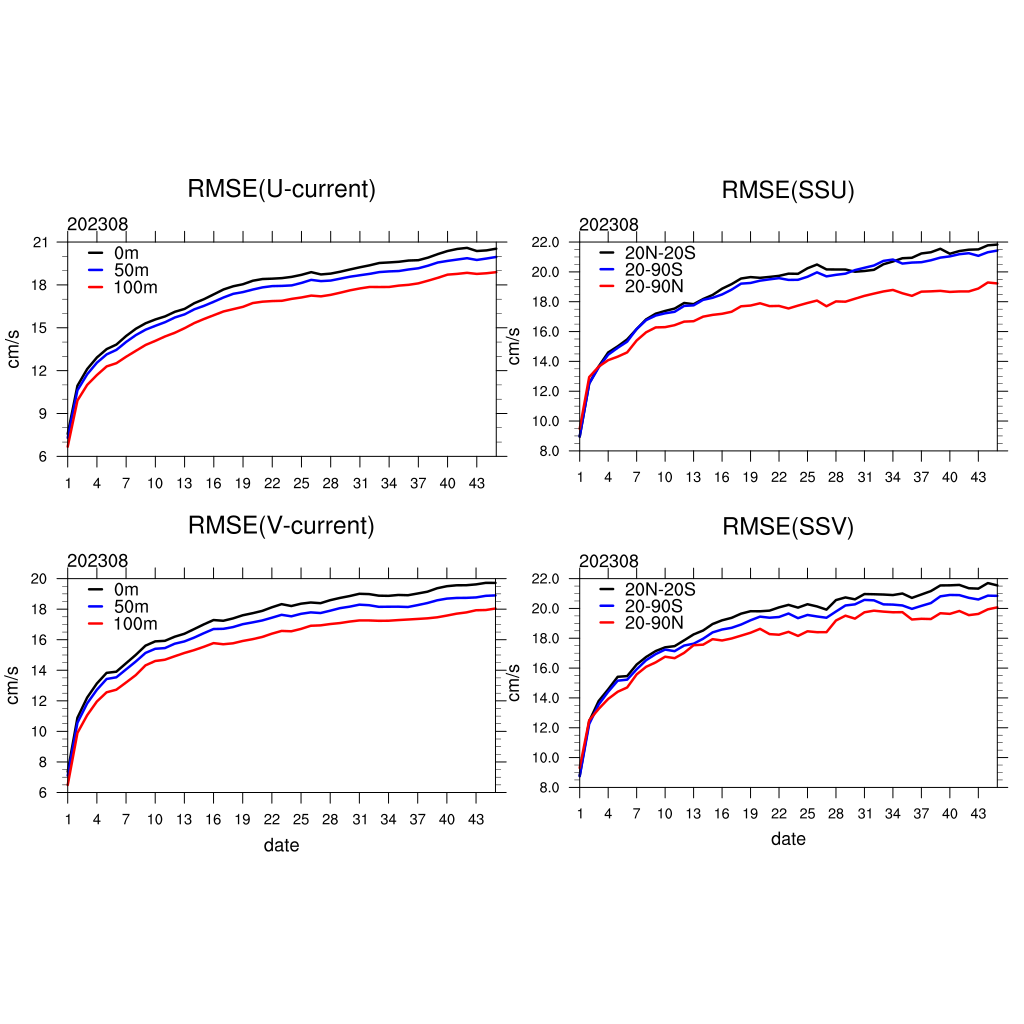 RMSE(U-current)
202308
0m
50m
100m
21
18
15
12
9
6
cm/s
1 4 7 10 13 16 19 22 25 28 31 34 37 40 43
RMSE(SSU)
202308
20N-20S
20-90S
20-90N
22.0
20.0
18.0
16.0
14.0
12.0
10.0
8.0
cm/s
1 4 7 10 13 16 19 22 25 28 31 34 37 40 43
RMSE(V-current)
202308
0m
50m
100m
20
18
16
14
12
10
8
6
cm/s
1 4 7 10 13 16 19 22 25 28 31 34 37 40 43
date
RMSE(SSV)
202308
20N-20S
20-90S
20-90N
22.0
20.0
18.0
16.0
14.0
12.0
10.0
8.0
cm/s
1 4 7 10 13 16 19 22 25 28 31 34 37 40 43
date